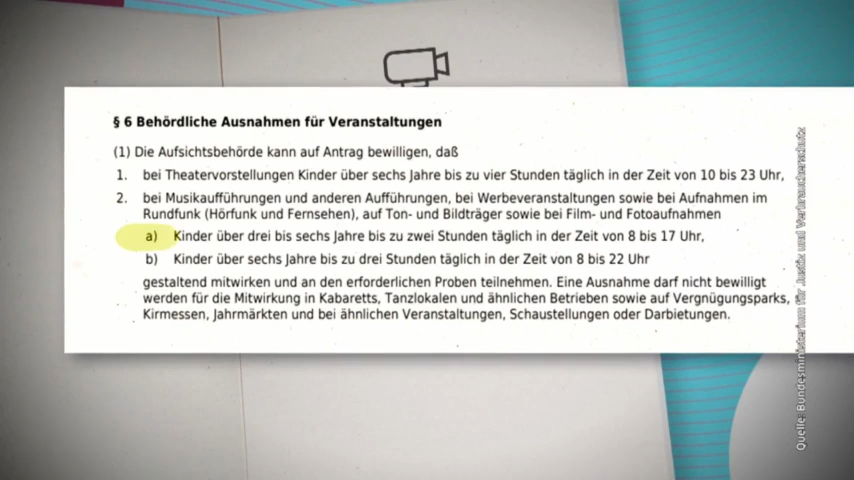 § 6 Behördliche Ausnahmen für Veranstaltungen
(1) Die Aufsichtsbehörde kann auf Antrag bewilligen, daß
1. bei Theatervorstellungen Kinder über sechs Jahre bis zu vier Stunden täglich in der Zeit von 10 bis 23 Uhr,
2. bei Musikaufführungen und anderen Aufführungen, bei Werbeveranstaltungen sowie bei Aufnahmen im
Rundfunk (Hörfunk und Fernsehen), auf Ton- und Bildträger sowie bei Film- und Fotoaufnahmen
a) Kinder über drei bis sechs Jahre bis zu zwei Stunden täglich in der Zeit von 8 bis 17 Uhr,
b) Kinder über sechs Jahre bis zu drei Stunden täglich in der Zeit von 8 bis 22 Uhr
gestaltend mitwirken und an den erforderlichen Proben teilnehmen. Eine Ausnahme darf nicht bewilligt
werden für die Mitwirkung in Kabaretts, Tanzlokalen und ähnlichen Betrieben sowie auf Vergnügungsparks,
Kirmessen, Jahrmärkten und bei ähnlichen Veranstaltungen, Schaustellungen oder Darbietungen.
Quelle: Bundesministerium für Justiz und Verbraucherschutz